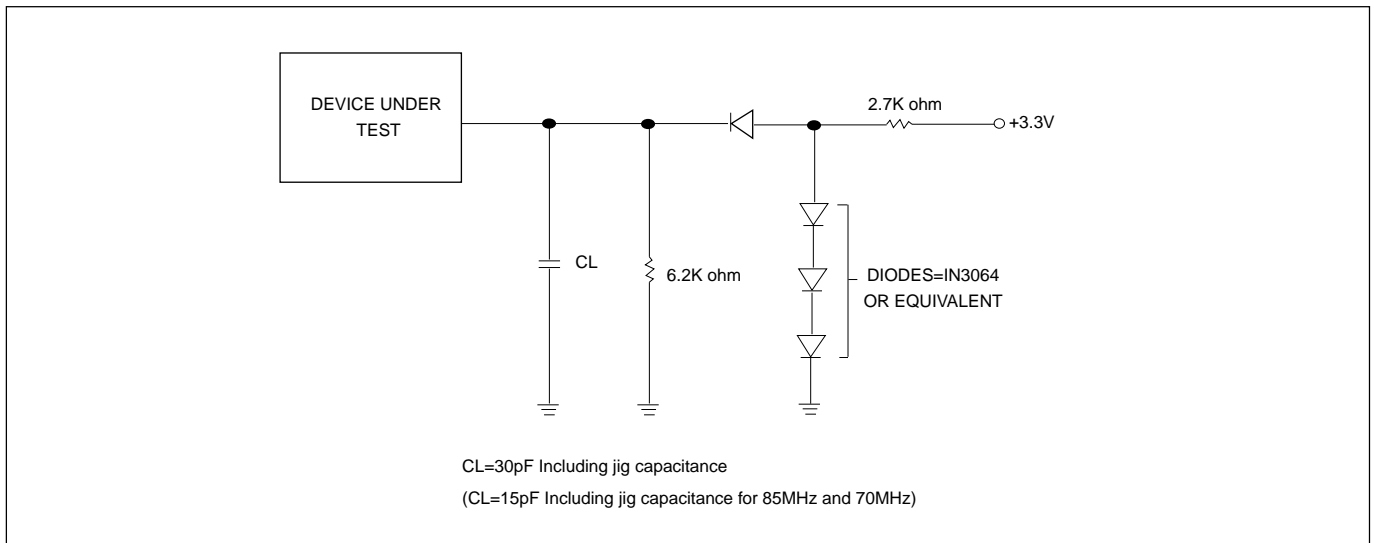 DEVICE UNDER
TEST
2.7K ohm
+3.3V
CL
6.2K ohm
DIODES=IN3064
OR EQUIVALENT
CL=30pF Including jig capacitance
(CL=15pF Including jig capacitance for 85MHz and 70MHz)